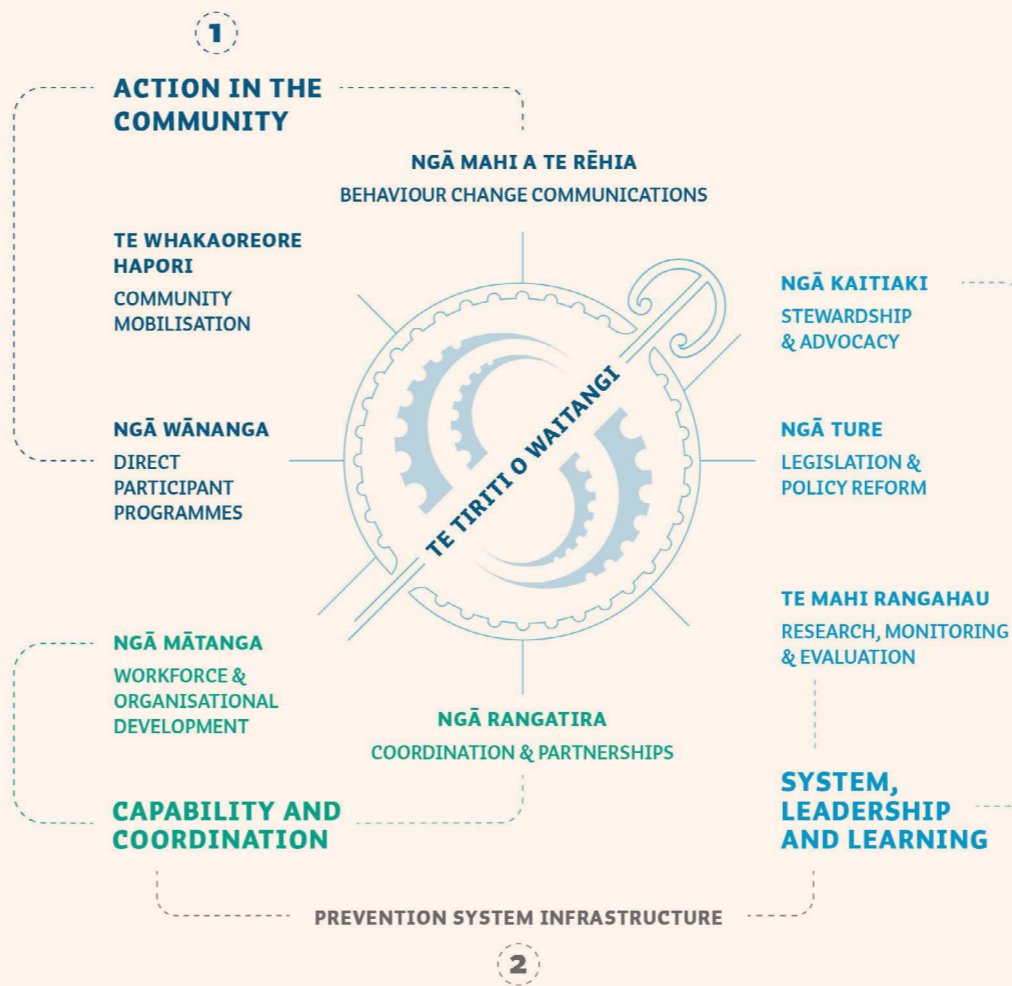 1
ACTION IN THE
COMMUNITY
NGĀ MAHI A TE RĒHIA
BEHAVIOUR CHANGE COMMUNICATIONS
TE WHAKAOREORE
HAPORI
COMMUNITY
MOBILISATION
NGĀ WĀNANGA
DIRECT
PARTICIPANT
PROGRAMMES
TE TIRITI O WAITANGI
NGĀ KAITIAKI
STEWARDSHIP
& ADVOCACY
NGĀ TURE
LEGISLATION &
POLICY REFORM
TE MAHI RANGAHAU
RESEARCH, MONITORING
& EVALUATION
NGĀ MĀTANGA
WORKFORCE &
ORGANISATIONAL
DEVELOPMENT
NGĀ RANGATIRA
COORDINATION & PARTNERSHIPS
CAPABILITY AND
COORDINATION
SYSTEM,
LEADERSHIP
AND LEARNING
PREVENTION SYSTEM INFRASTRUCTURE
2